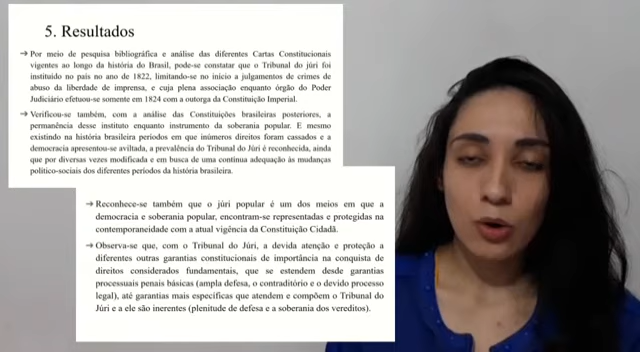 5. Resultados
→ Por meio de pesquisa bibliográfica e análise das diferentes Cartas Constitucionais
vigentes ao longo da história do Brasil, pode-se constatar que o Tribunal do júri foi
instituído no país no ano de 1822, limitando-se no início a julgamentos de crimes de
abuso da liberdade de imprensa, e cuja plena associação enquanto órgão do Poder
Judiciário efetuou-se somente em 1824 com a outorga da Constituição Imperial.
→ Verificou-se também, com a análise das Constituições brasileiras posteriores, a
permanência desse instituto enquanto instrumento da soberania popular. E mesmo
existindo na história brasileira períodos em que inúmeros direitos foram cassados e a
democracia apresentou-se aviltada, a prevalência do Tribunal do Júri é reconhecida, ainda
que por diversas vezes modificada e em busca de uma contínua adequação às mudanças
político-sociais dos diferentes períodos da história brasileira.
→ Reconhece-se também que o júri popular é um dos meios em que a
democracia e soberania popular, encontram-se representadas e protegidas na
contemporaneidade com a atual vigência da Constituição Cidadã.
→ Observa-se que, com o Tribunal do Júri, a devida atenção e proteção a
diferentes outras garantias constitucionais de importância na conquista de
direitos considerados fundamentais, que se estendem desde garantias
processuais penais básicas (ampla defesa, o contraditório e o devido processo
legal), até garantias mais específicas que atendem e compõem o Tribunal do
Júri e a ele são inerentes (plenitude de defesa e a soberania dos vereditos).